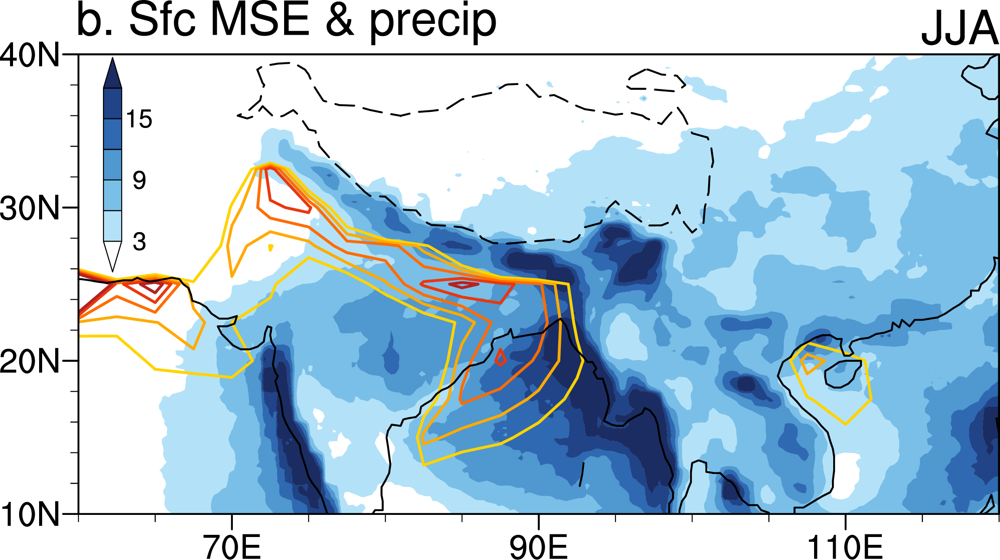 b. Sfc MSE & precip JJA
40N
15
9
30N
3
20N
10N
70E 90E 110E